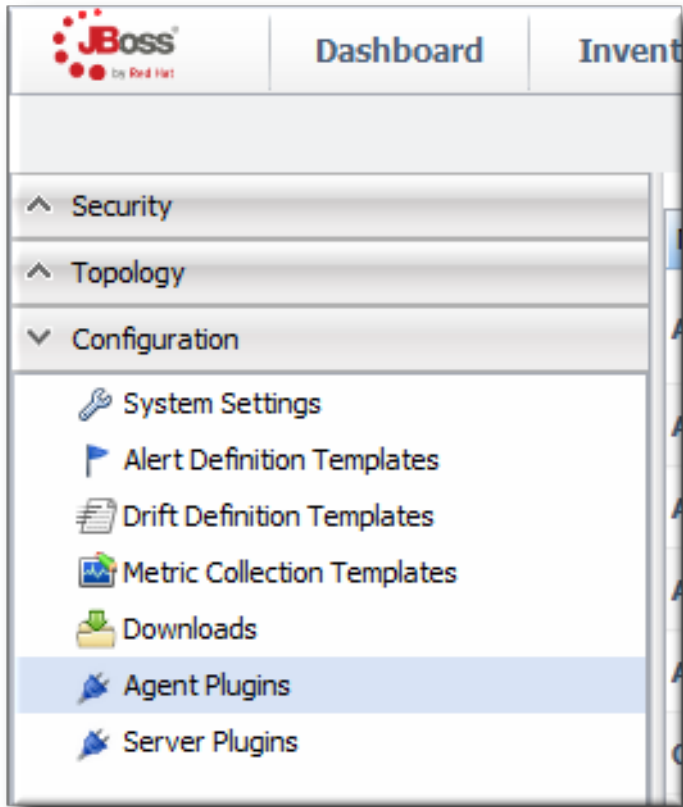 JBoss
by Red Hat
Dashboard
Invent
Security
Topology
Configuration
System Settings
Alert Definition Templates
Drift Definition Templates
Metric Collection Templates
Downloads
Agent Plugins
Server Plugins